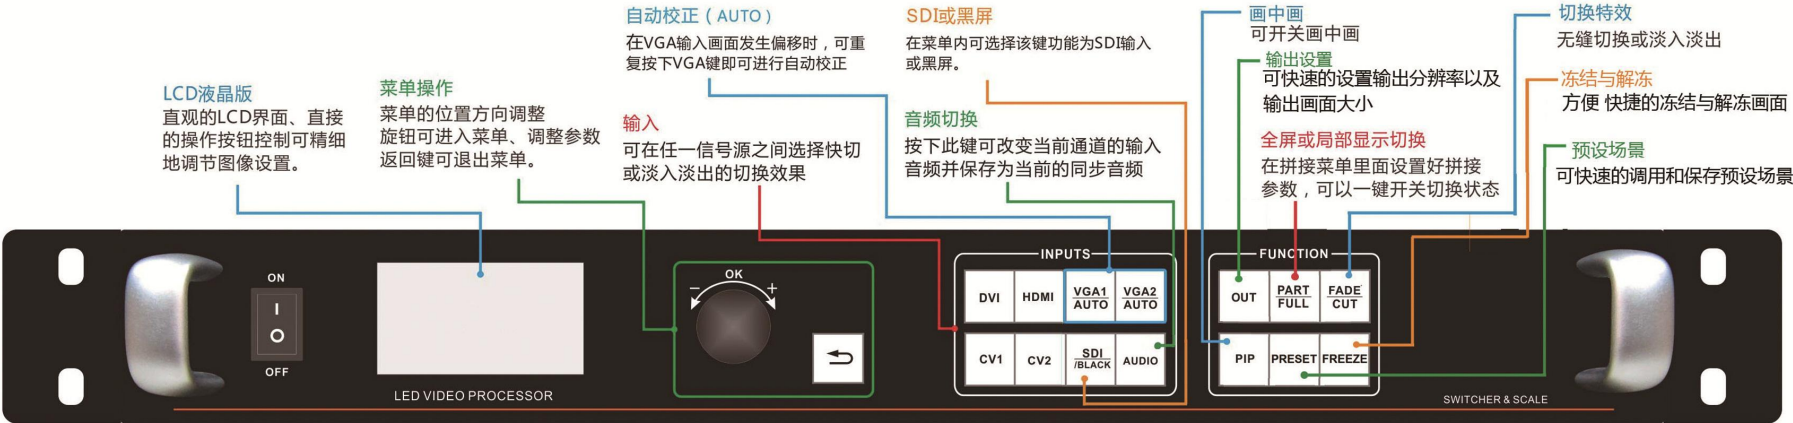 自动校正（AUTO）
在VGA输入画面发生偏移时，可重
复按下VGA键即可进行自动校正
SDI或黑屏
在菜单内可选择该键功能为SDI输入
或黑屏。
画中画
可开关画中画
切换特效
无缝切换或淡入淡出
输出设置
可快速的设置输出分辨率以及
输出画面大小
冻结与解冻
方便 快捷的冻结与解冻画面
LCD液晶版
直观的LCD界面、直接
的操作按钮控制可精细
地调节图像设置。
菜单操作
菜单的位置方向调整
旋钮可进入菜单、调整参数
返回键可退出菜单。
输入
可在任一信号源之间选择快切
或淡入淡出的切换效果
音频切换
按下此键可改变当前通道的输入
音频并保存为当前的同步音频
全屏或局部显示切换
在拼接菜单里面设置好拼接
参数，可以一键开关切换状态
预设场景
可快速的调用和保存预设场景
ON
OFF
LED VIDEO PROCESSOR
OK
− +
INPUTS
DVI HDMI VGA1 AUTO VGA2 AUTO
CV1 CV2 SDI /BLACK AUDIO
FUNCTION
OUT PART FULL FADE CUT
PIP PRESET FREEZE
SWITCHER & SCALE